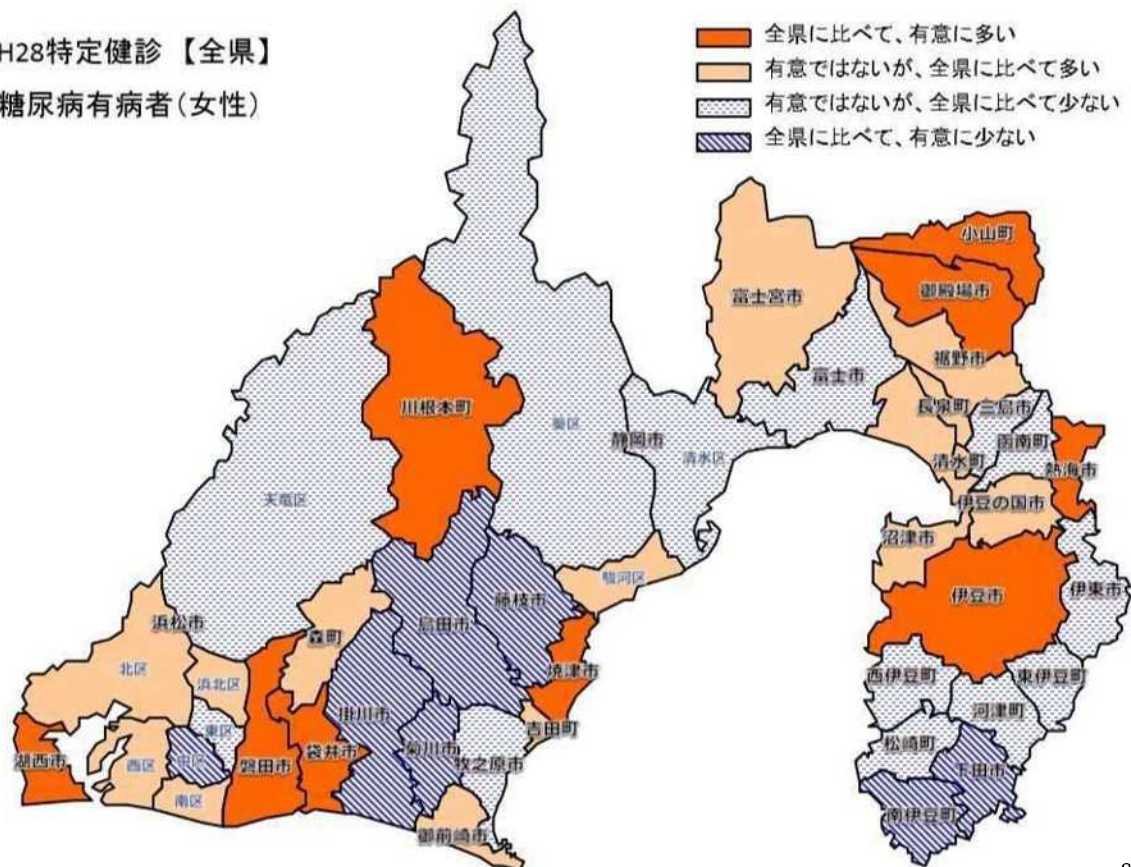 H28特定健診 【全県】
糖尿病有病者(女性)
全県に比べて、有意に多い
有意ではないが、全県に比べて多い
有意ではないが、全県に比べて少ない
全県に比べて、有意に少ない
小山町
御殿場市
富士宮市
裾野市
富士市
長泉町
三島市
川根本町
葵区
静岡市
清水区
函南町
清水町
熱海市
天竜区
伊豆の国市
沼津市
駿河区
藤枝市
伊豆市
伊東市
浜松市
島田市
森町
北区
浜北区
焼津市
西伊豆町
東伊豆町
掛川市
河津町
東区
吉田町
湖西市
西区
中区
磐田市
袋井市
菊川市
牧之原市
松崎町
下田市
南区
御前崎市
南伊豆町